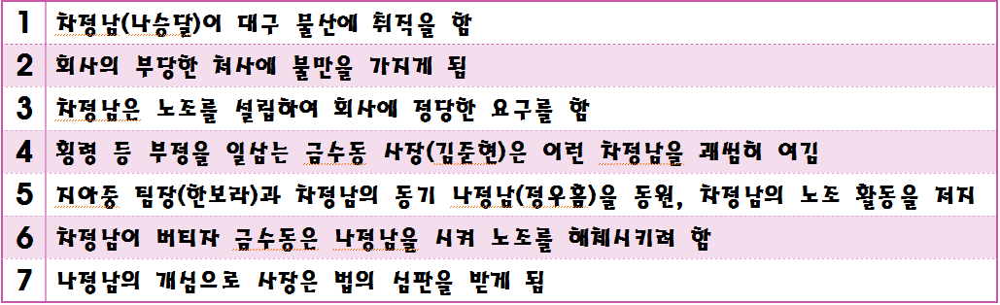 1 차정남(나승달)이 대구 불산에 취직을 함
2 회사의 부당한 처사에 불만을 가지게 됨
3 차정남은 노조를 설립하여 회사에 정당한 요구를 함
4 횡령 등 부정을 일삼는 금수동 사장(김준현)은 이런 차정남을 괘씸히 여김
5 지아중 팀장(한보라)과 차정남의 동기 나정남(정우홈)을 동원, 차정남의 노조 활동을 저지
6 차정남이 버티자 금수동은 나정남을 시켜 노조를 해체시키려 함
7 나정남의 개심으로 사장은 법의 심판을 받게 됨